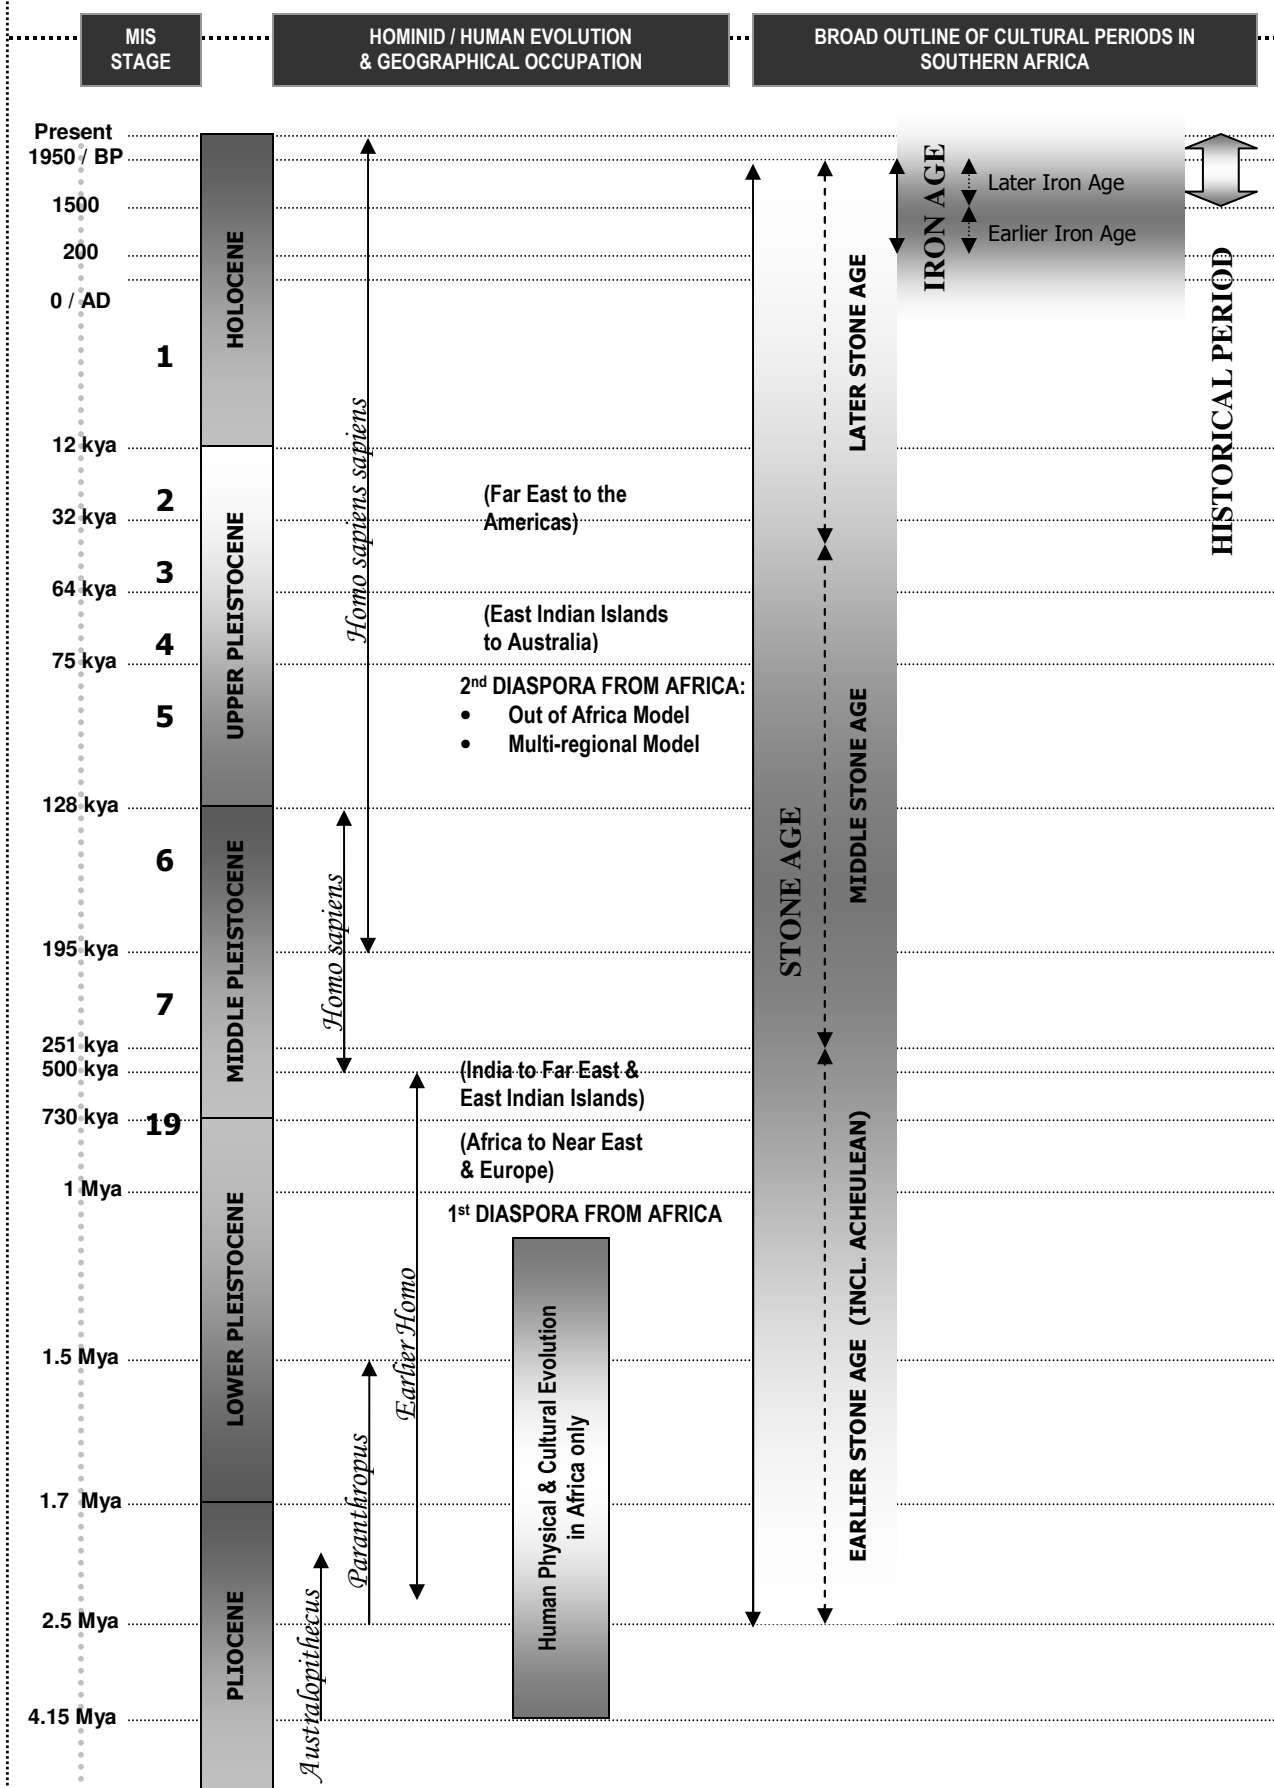 MIS
STAGE
HOMINID / HUMAN EVOLUTION
& GEOGRAPHICAL OCCUPATION
BROAD OUTLINE OF CULTURAL PERIODS IN
SOUTHERN AFRICA
Present
1950 / BP
1500
200
0 / AD
12 kya
32 kya
64 kya
75 kya
128 kya
195 kya
251 kya
500 kya
730 kya
1 Mya
1.5 Mya
1.7 Mya
2.5 Mya
4.15 Mya
1
2
3
4
5
6
7
19
HOLOCENE
UPPER PLEISTOCENE
MIDDLE PLEISTOCENE
LOWER PLEISTOCENE
PLIOCENE
Homo sapiens sapiens
Homo sapiens
Earlier Homo
Paranthropus
Australopithecus
(Far East to the
Americas)
(East Indian Islands
to Australia)
2nd DIASPORA FROM AFRICA:
• Out of Africa Model
• Multi-regional Model
(India to Far East &
East Indian Islands)
(Africa to Near East
& Europe)
1st DIASPORA FROM AFRICA
Human Physical & Cultural Evolution
in Africa only
STONE AGE
LATER STONE AGE
MIDDLE STONE AGE
EARLIER STONE AGE (INCL. ACHEULEAN)
IRON AGE
Later Iron Age
Earlier Iron Age
HISTORICAL PERIOD